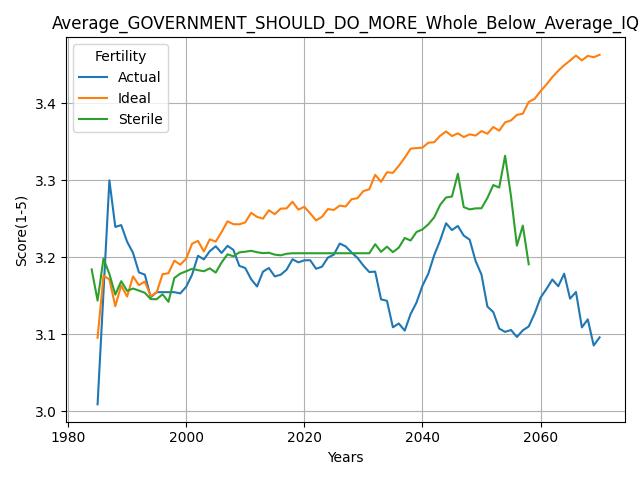 Average_GOVERNMENT_SHOULD_DO_MORE_Whole_Below_Average_IQ
Fertility
Actual
Ideal
Sterile
Score(1-5)
3.4
3.3
3.2
3.1
3.0
1980 2000 2020 2040 2060
Years